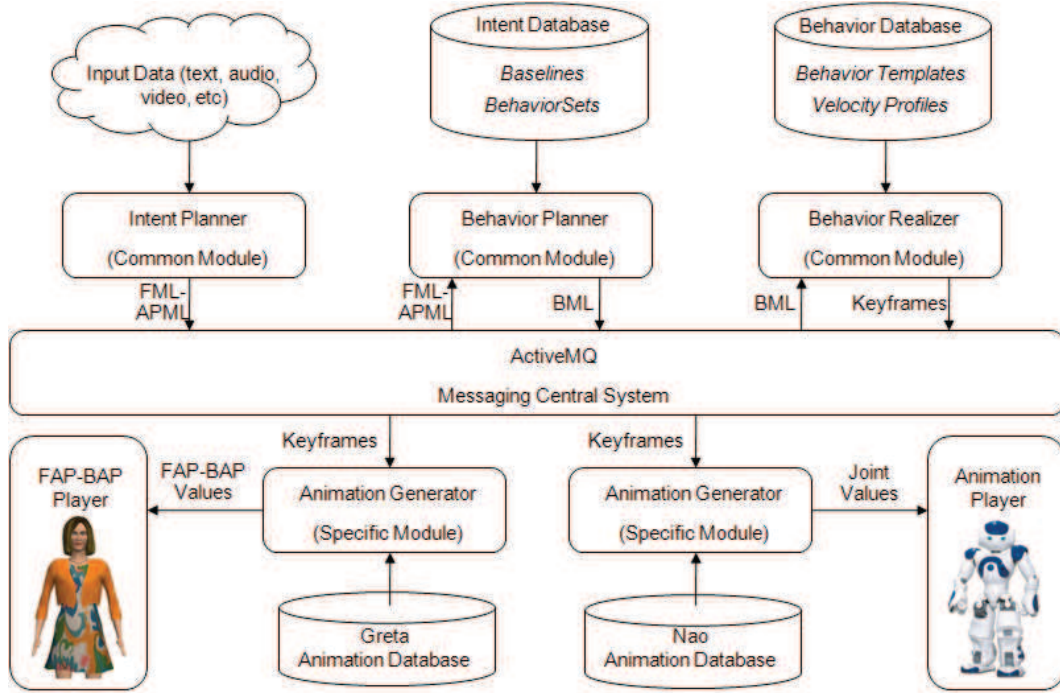 Input Data (text, audio,
video, etc)
Intent Database
Baselines
BehaviorSets
Behavior Database
Behavior Templates
Velocity Profiles
Intent Planner
(Common Module)
Behavior Planner
(Common Module)
Behavior Realizer
(Common Module)
FML-
APML
FML-
APML
BML
BML
Keyframes
ActiveMQ
Messaging Central System
Keyframes
Keyframes
FAP-BAP
Player
FAP-BAP
Values
Animation Generator
(Specific Module)
Animation Generator
(Specific Module)
Joint
Values
Animation
Player
Greta
Animation Database
Nao
Animation Database